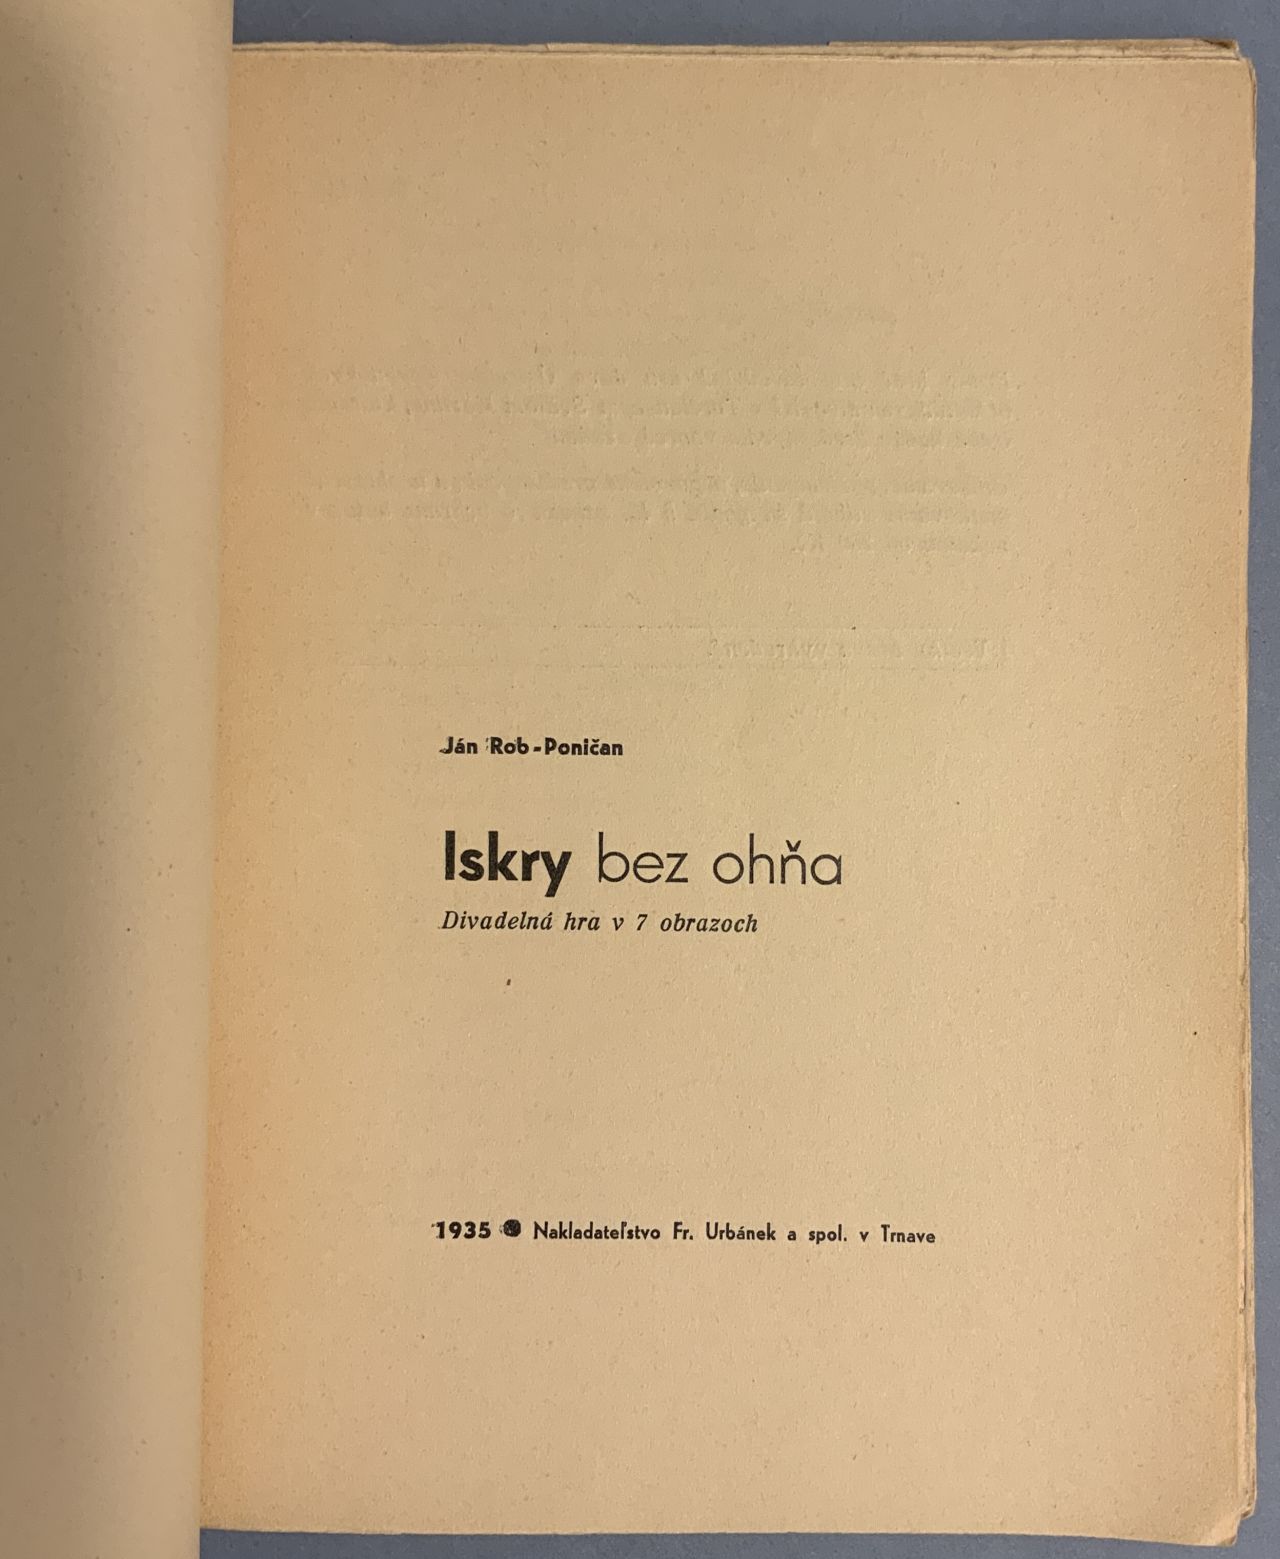 Ján Rob-Poničan
Iskry bez ohňa
Divadelná hra v 7 obrazoch
1935 ● Nakladateľstvo Fr. Urbánek a spol. v Trnave